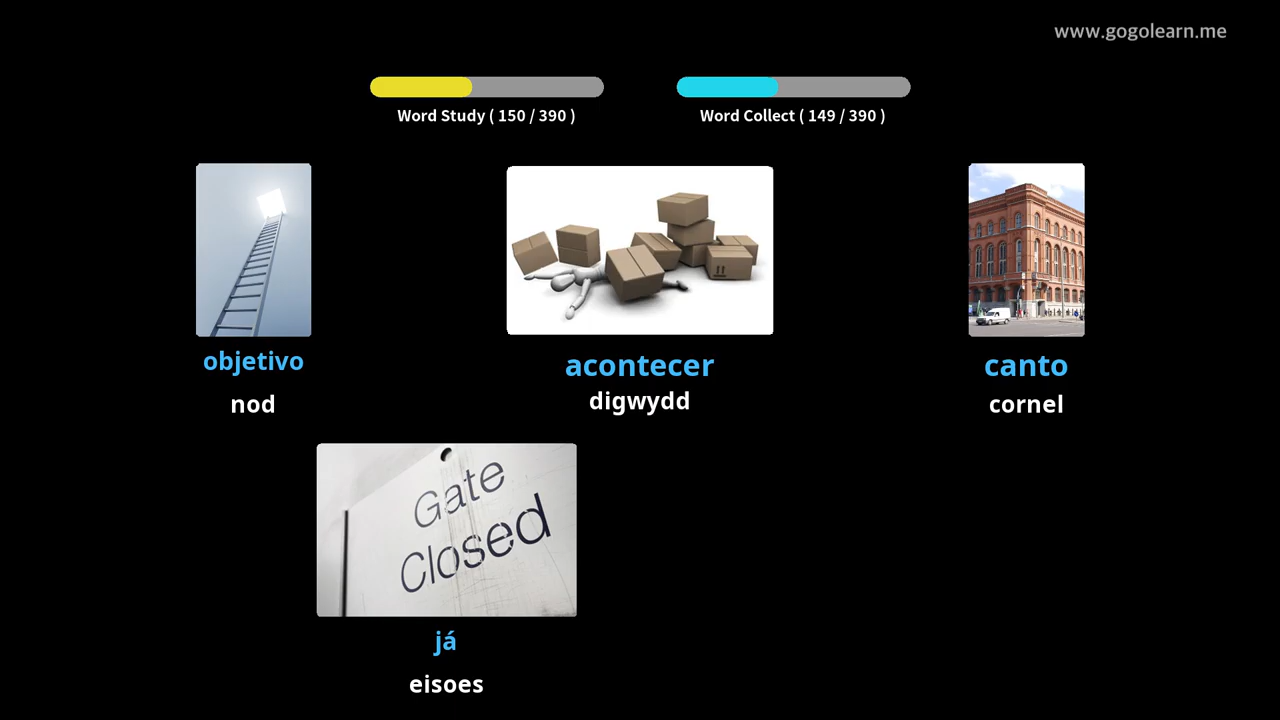 www.gogolearn.me
Word Study ( 150 / 390 )
Word Collect ( 149 / 390 )
objetivo
nod
acontecer
digwydd
canto
cornel
Gate
Closed
já
eisoes